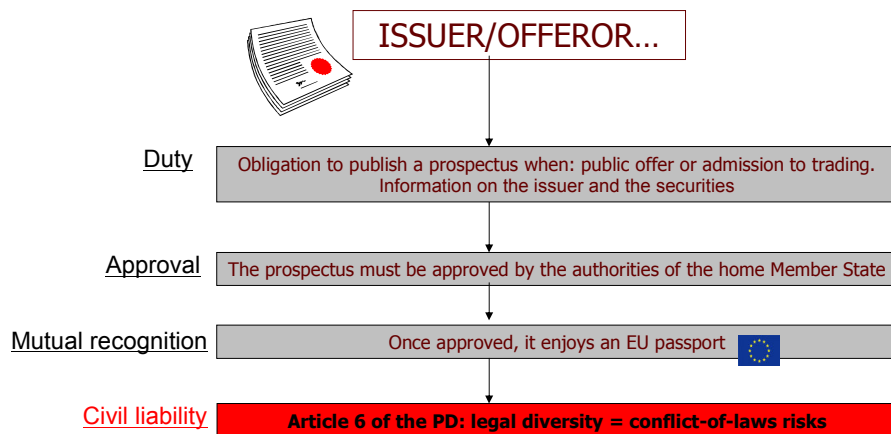 ISSUER/OFFEROR…
Duty
Obligation to publish a prospectus when: public offer or admission to trading.
Information on the issuer and the securities
Approval
The prospectus must be approved by the authorities of the home Member State
Mutual recognition
Once approved, it enjoys an EU passport
Civil liability
Article 6 of the PD: legal diversity = conflict-of-laws risks